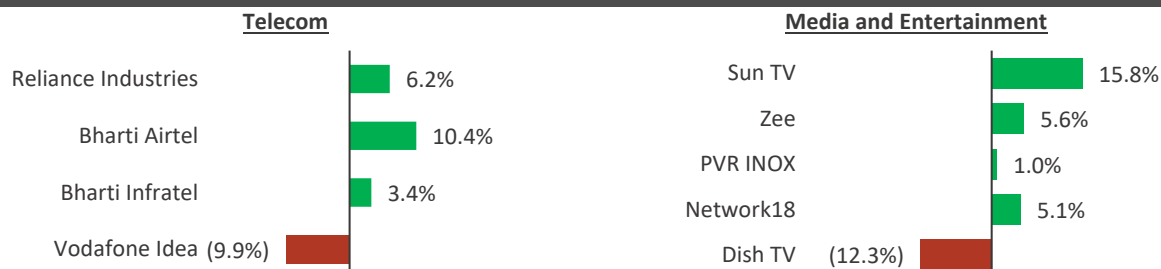 Telecom
Reliance Industries 6.2%
Bharti Airtel 10.4%
Bharti Infratel 3.4%
Vodafone Idea (9.9%)
Media and Entertainment
Sun TV 15.8%
Zee 5.6%
PVR INOX 1.0%
Network18 5.1%
Dish TV (12.3%)